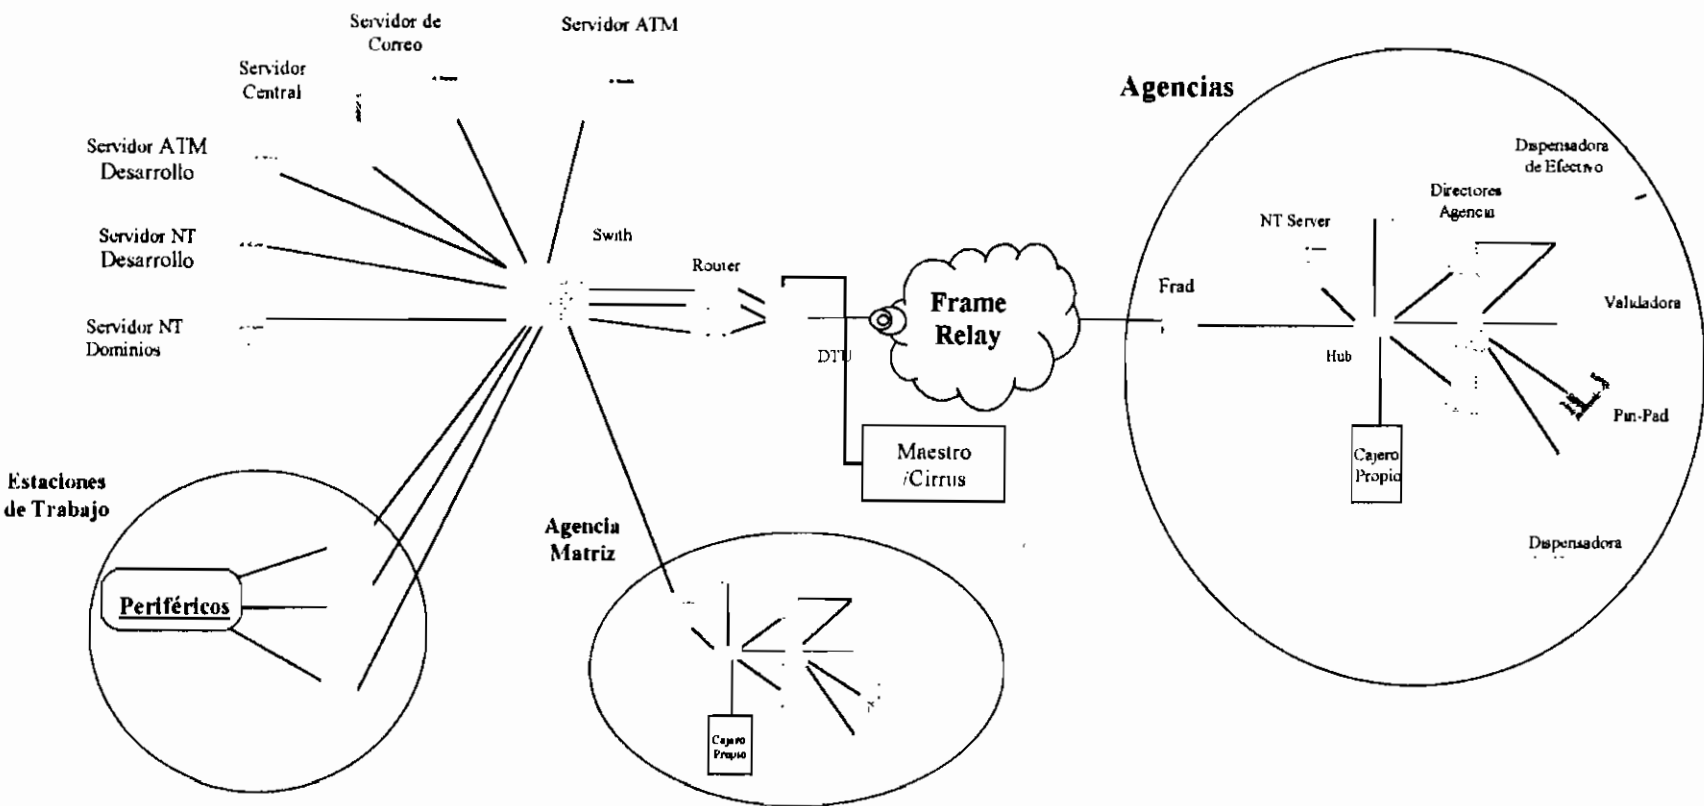 Servidor de
Correo
Servidor ATM
Servidor
Central
Servidor ATM
Desarrollo
Servidor NT
Desarrollo
Servidor NT
Dominios
Swith
Router
DTU
Frame
Relay
Maestro
/Cirrus
Agencias
Dispensadora
de Efectivo
Directores
Agencia
NT Server
Frad
Validadora
Hub
Pin-Pad
Cajero
Propio
Dispensadora
Estaciones
de Trabajo
Periféricos
Agencia
Matriz
Cajero
Propio